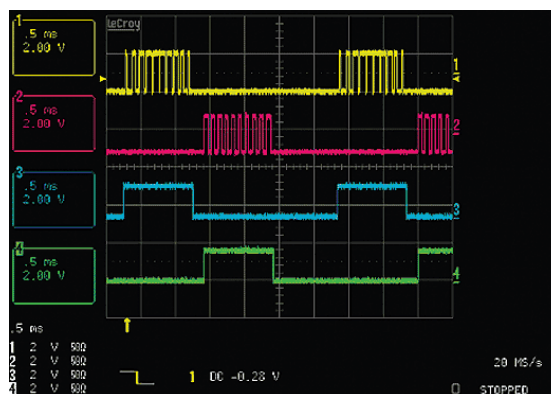 LeCroy
1
.5 ms
2.00 V
1
2
.5 ms
2.00 V
2
3
.5 ms
2.00 V
3
4
.5 ms
2.00 V
4
.5 ms
1 2 V 50Ω
2 2 V 50Ω
3 2 V 50Ω
4 2 V 50Ω
1 DC -0.28 V
20 MS/s
STOPPED